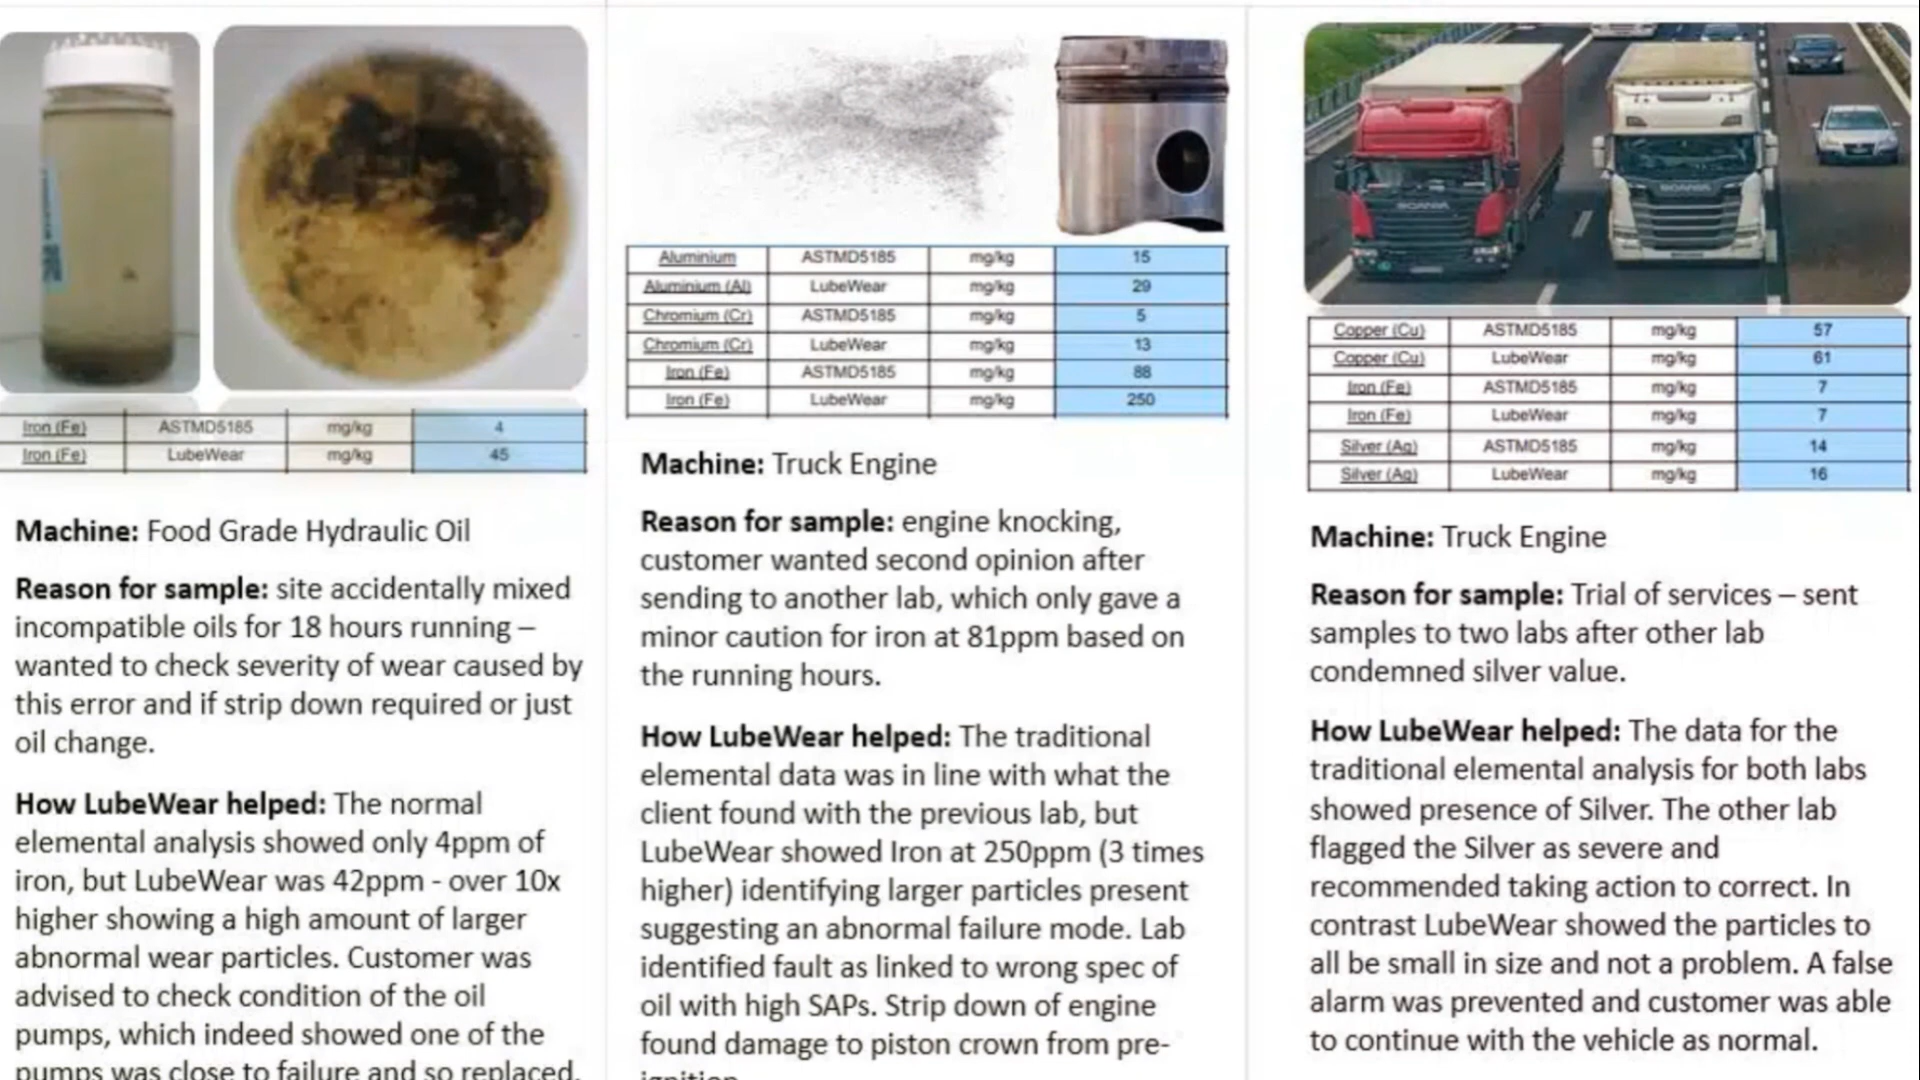 Iron (Fe) ASTMD5185 mg/kg 4
Iron (Fe) LubeWear mg/kg 45
Machine: Food Grade Hydraulic Oil
Reason for sample: site accidentally mixed
incompatible oils for 18 hours running –
wanted to check severity of wear caused by
this error and if strip down required or just
oil change.
How LubeWear helped: The normal
elemental analysis showed only 4ppm of
iron, but LubeWear was 42ppm - over 10x
higher showing a high amount of larger
abnormal wear particles. Customer was
advised to check condition of the oil
pumps, which indeed showed one of the
pumps was close to failure and so replaced.
Aluminium ASTMD5185 mg/kg 15
Aluminium (Al) LubeWear mg/kg 29
Chromium (Cr) ASTMD5185 mg/kg 5
Chromium (Cr) LubeWear mg/kg 13
Iron (Fe) ASTMD5185 mg/kg 88
Iron (Fe) LubeWear mg/kg 250
Machine: Truck Engine
Reason for sample: engine knocking,
customer wanted second opinion after
sending to another lab, which only gave a
minor caution for iron at 81ppm based on
the running hours.
How LubeWear helped: The traditional
elemental data was in line with what the
client found with the previous lab, but
LubeWear showed Iron at 250ppm (3 times
higher) identifying larger particles present
suggesting an abnormal failure mode. Lab
identified fault as linked to wrong spec of
oil with high SAPs. Strip down of engine
found damage to piston crown from pre-
ignition
SCANIA
SCANIA
Copper (Cu) ASTMD5185 mg/kg 57
Copper (Cu) LubeWear mg/kg 61
Iron (Fe) ASTMD5185 mg/kg 7
Iron (Fe) LubeWear mg/kg 7
Silver (Ag) ASTMD5185 mg/kg 14
Silver (Ag) LubeWear mg/kg 16
Machine: Truck Engine
Reason for sample: Trial of services – sent
samples to two labs after other lab
condemned silver value.
How LubeWear helped: The data for the
traditional elemental analysis for both labs
showed presence of Silver. The other lab
flagged the Silver as severe and
recommended taking action to correct. In
contrast LubeWear showed the particles to
all be small in size and not a problem. A false
alarm was prevented and customer was able
to continue with the vehicle as normal.